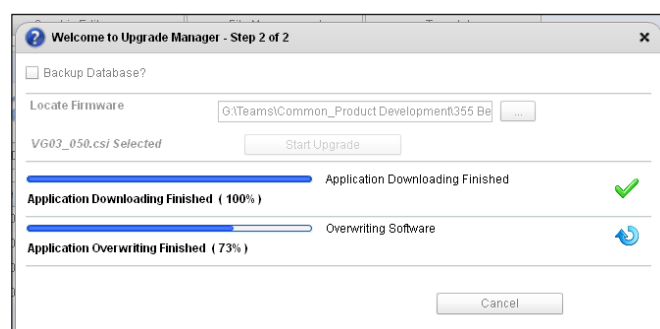 Welcome to Upgrade Manager - Step 2 of 2
Backup Database?
Locate Firmware
G:\Teams\Common_Product Development\355 Be
...
VG03_050.csi Selected
Start Upgrade
Application Downloading Finished
Application Downloading Finished ( 100% )
Overwriting Software
Application Overwriting Finished ( 73% )
Cancel